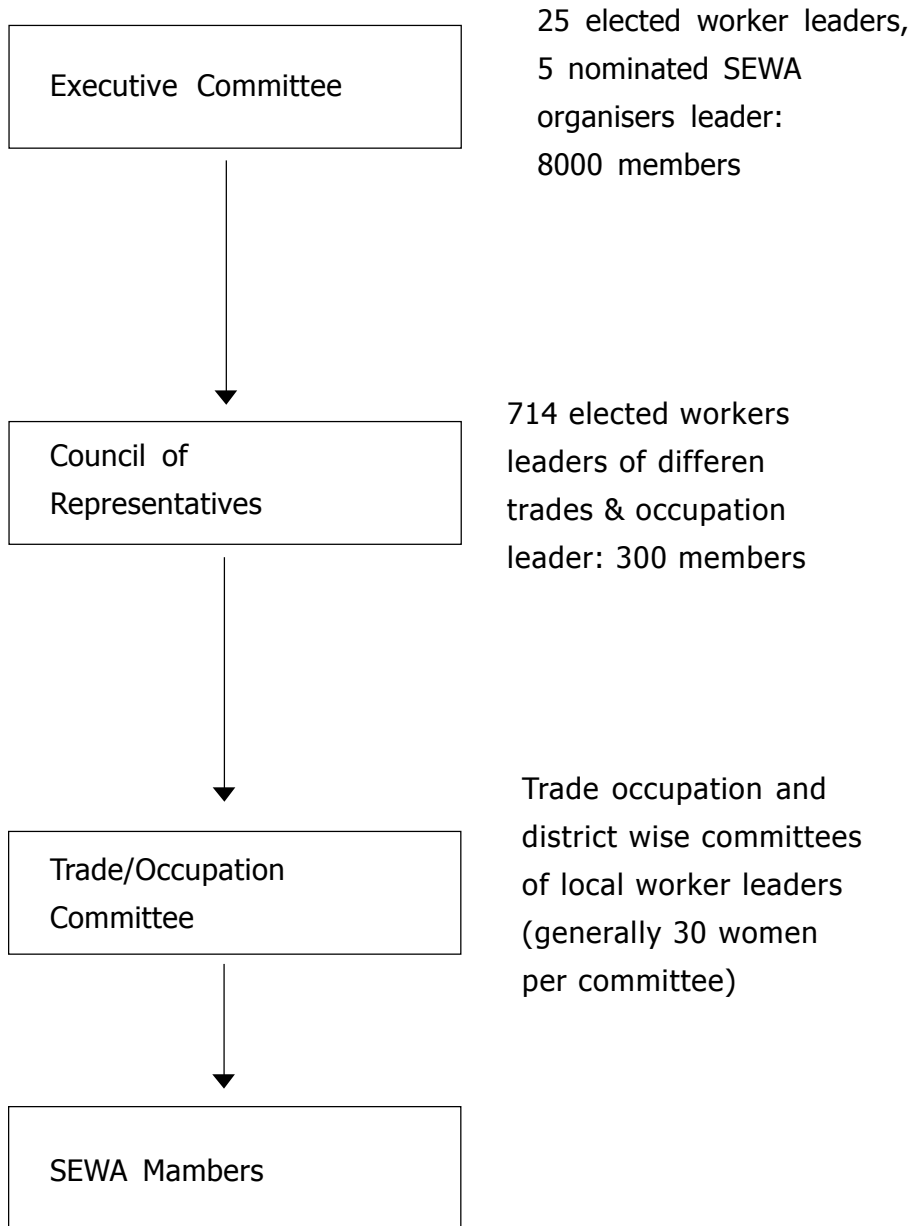 25 elected worker leaders,
5 nominated SEWA
organisers leader:
8000 members
Executive Committee
714 elected workers
leaders of differen
trades & occupation
leader: 300 members
Council of
Representatives
Trade occupation and
district wise committees
of local worker leaders
(generally 30 women
per committee)
Trade/Occupation
Committee
SEWA Mambers